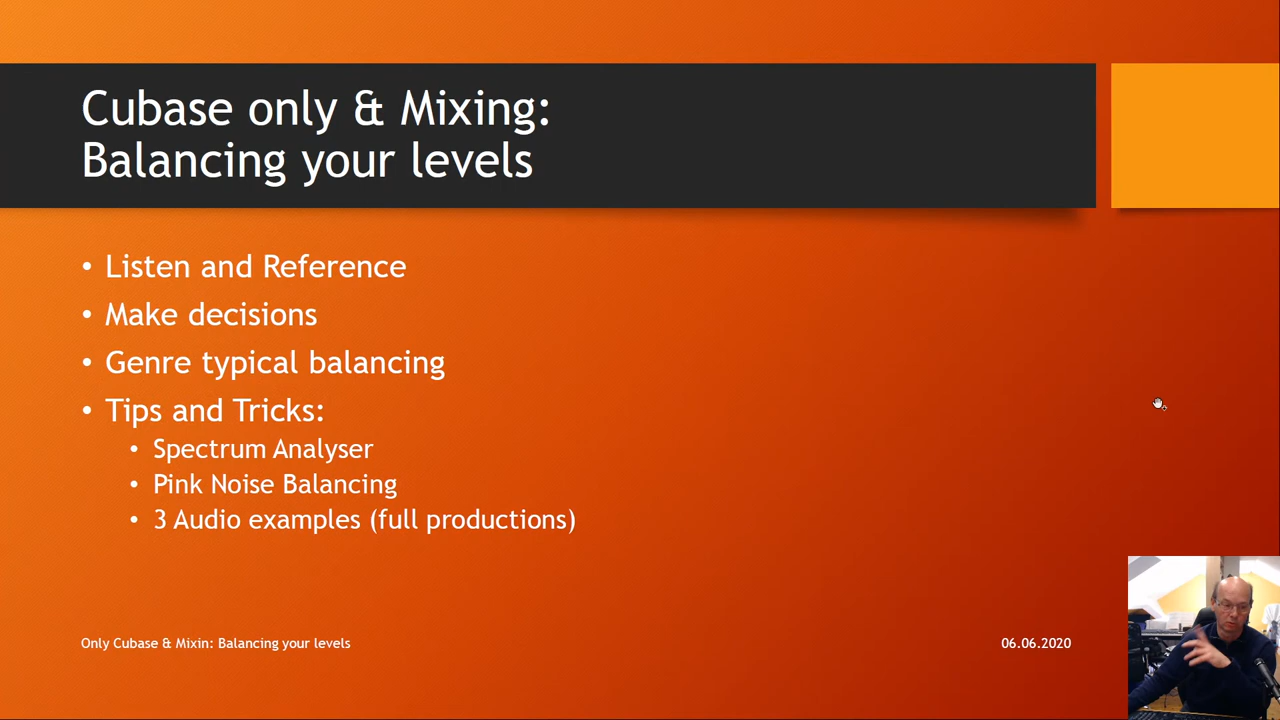 Cubase only & Mixing:
Balancing your levels
• Listen and Reference
• Make decisions
• Genre typical balancing
• Tips and Tricks:
• Spectrum Analyser
• Pink Noise Balancing
• 3 Audio examples (full productions)
Only Cubase & Mixin: Balancing your levels
06.06.2020